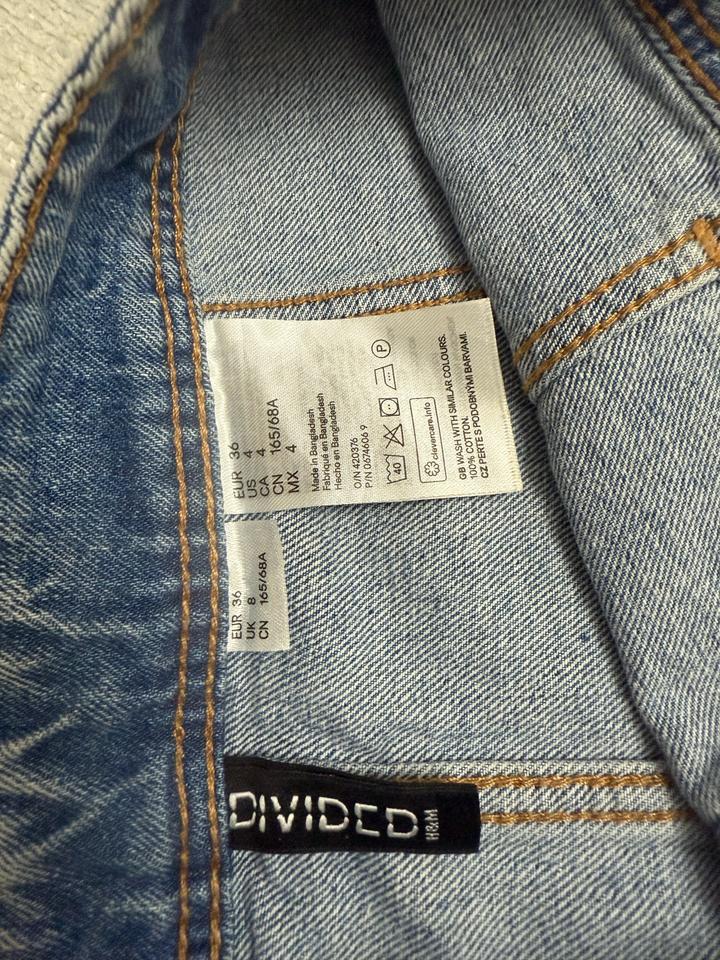 EUR 36
US 4
CA 4
CN 165/68A
MX 4
Made in Bangladesh
Fabriqué en Bangladesh
Hecho en Bangladesh
O/N 420376
P/N 0674606 9
40
P
clevercare.info
GB WASH WITH SIMILAR COLOURS.
100% COTTON.
CZ PERTE S PODOBNÝMI BARVAMI.
EUR 36
UK 8
CN 165/68A
DIVIDED
H&M